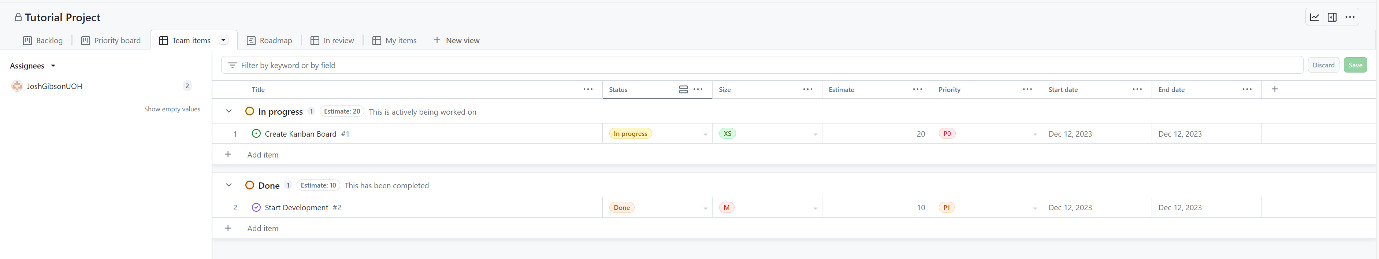 Tutorial Project
Backlog Priority board Team items Roadmap In review My items + New view
Assignees
Filter by keyword or by field Discard Save
JoshGibsonUOH 2
Title Status Size Estimate Priority Start date End date +
Show empty values
In progress 1 Estimate: 20 This is actively being worked on
1 Create Kanban Board #1 In progress XS 20 P0 Dec 12, 2023 Dec 12, 2023
+ Add item
Done 1 Estimate: 10 This has been completed
2 Start Development #2 Done M 10 P1 Dec 12, 2023 Dec 12, 2023
+ Add item